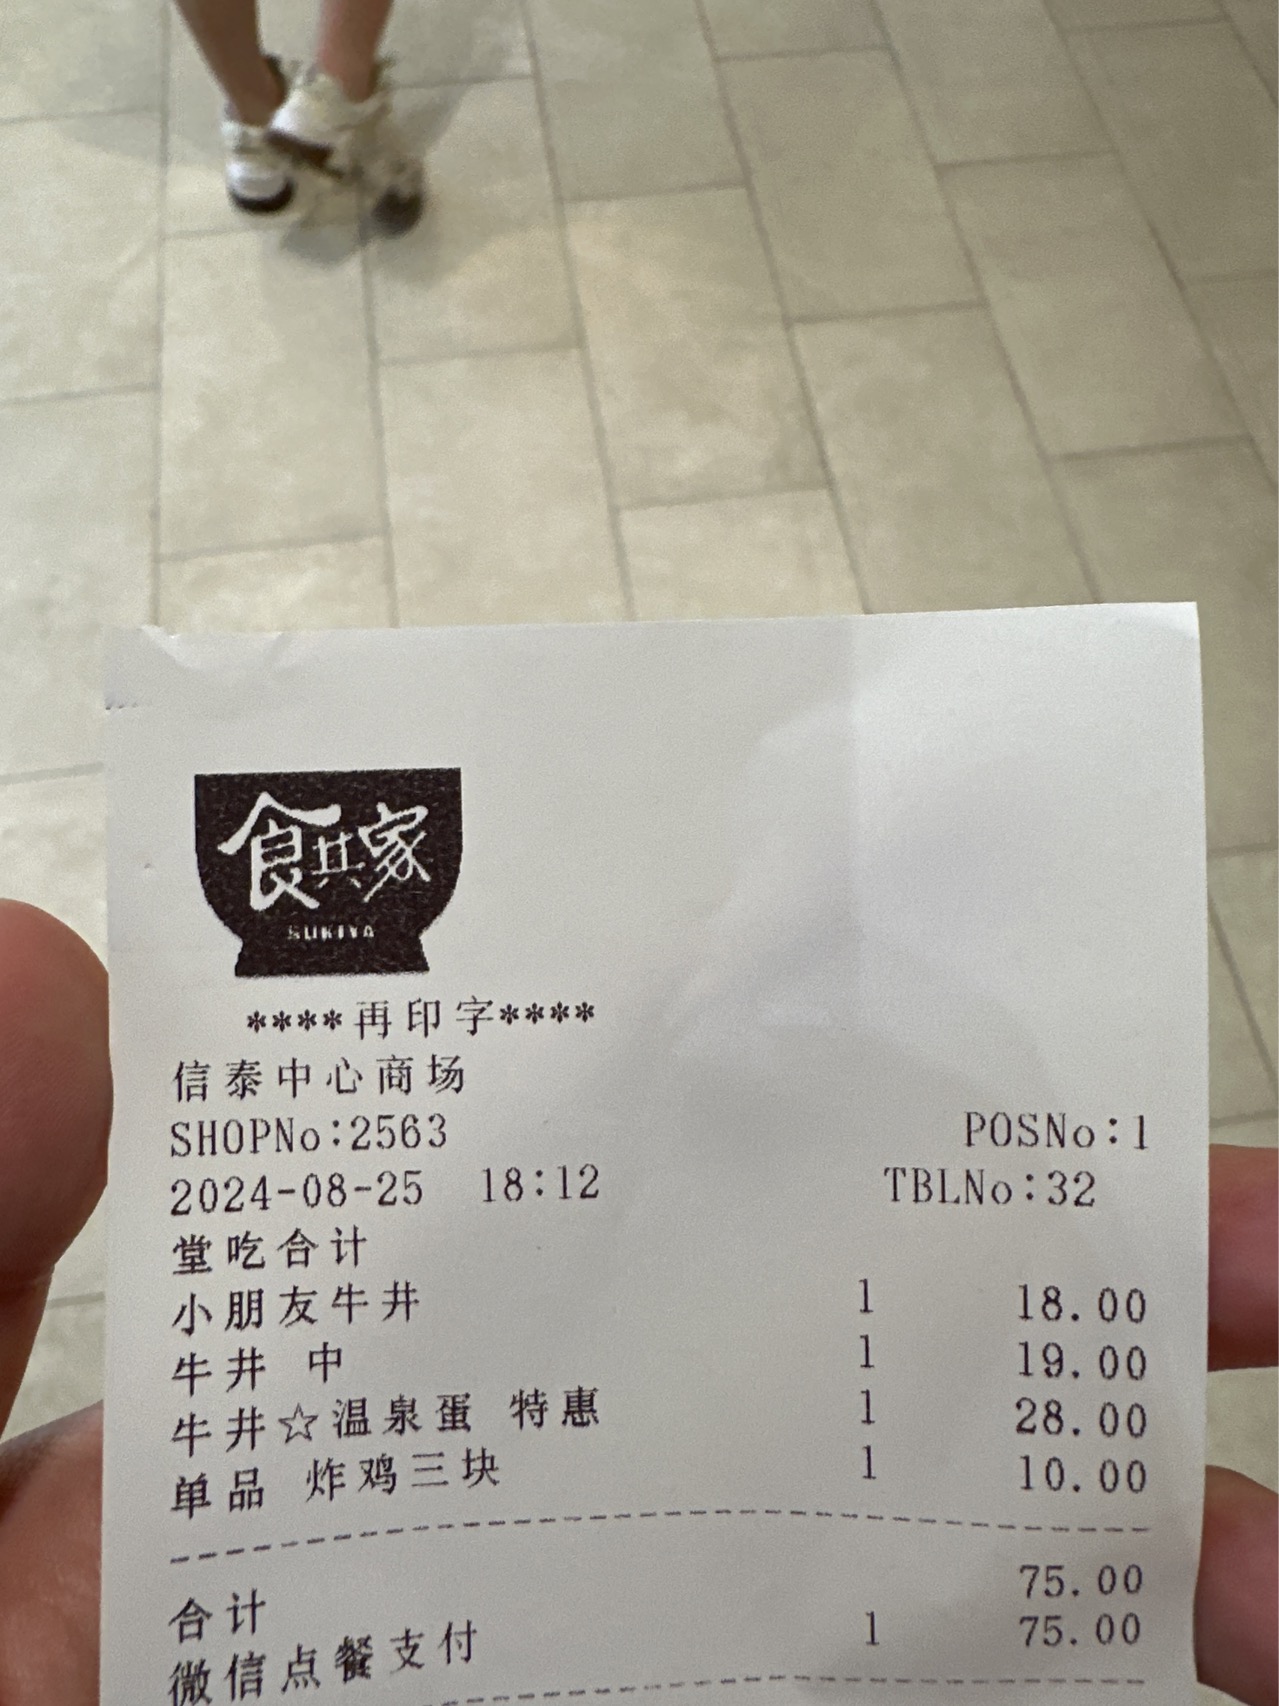 食其家
SUKIYA
****再印字****
信泰中心商场
SHOPNo:2563 POSNo:1
2024-08-25 18:12 TBLNo:32
堂吃合计
小朋友牛丼 1 18.00
牛丼 中 1 19.00
牛丼☆温泉蛋 特惠 1 28.00
单品 炸鸡三块 1 10.00
合计 75.00
微信点餐支付 1 75.00